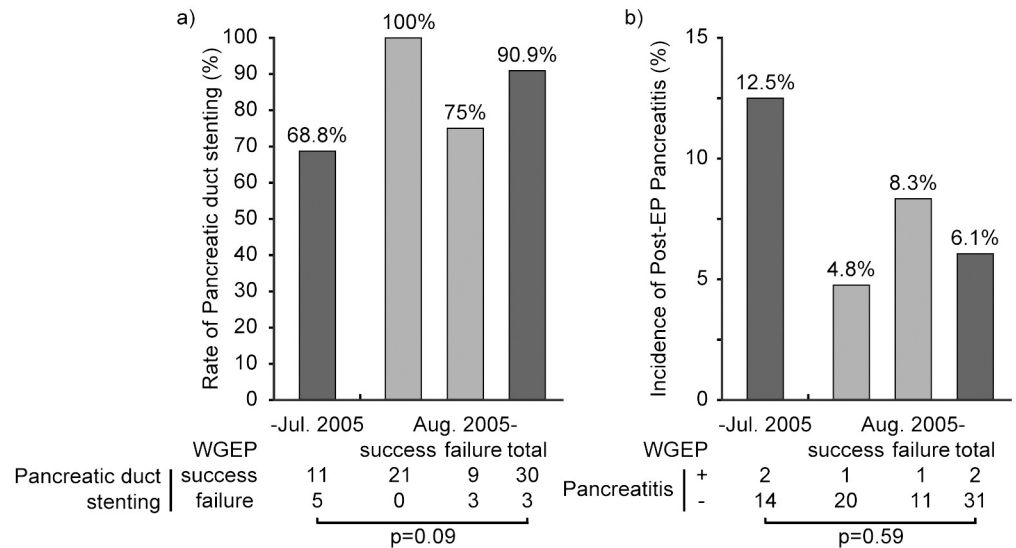 a)
Rate of Pancreatic duct stenting (%)
100
90
80
70
60
50
40
30
20
10
0
68.8%
100%
75%
90.9%
-Jul. 2005 Aug. 2005-
WGEP success failure total
Pancreatic duct stenting
success 11 21 9 30
failure 5 0 3 3
p=0.09
b)
Incidence of Post-EP Pancreatitis (%)
15
10
5
0
12.5%
4.8%
8.3%
6.1%
-Jul. 2005 Aug. 2005-
WGEP success failure total
Pancreatitis
+ 2 1 1 2
- 14 20 11 31
p=0.59